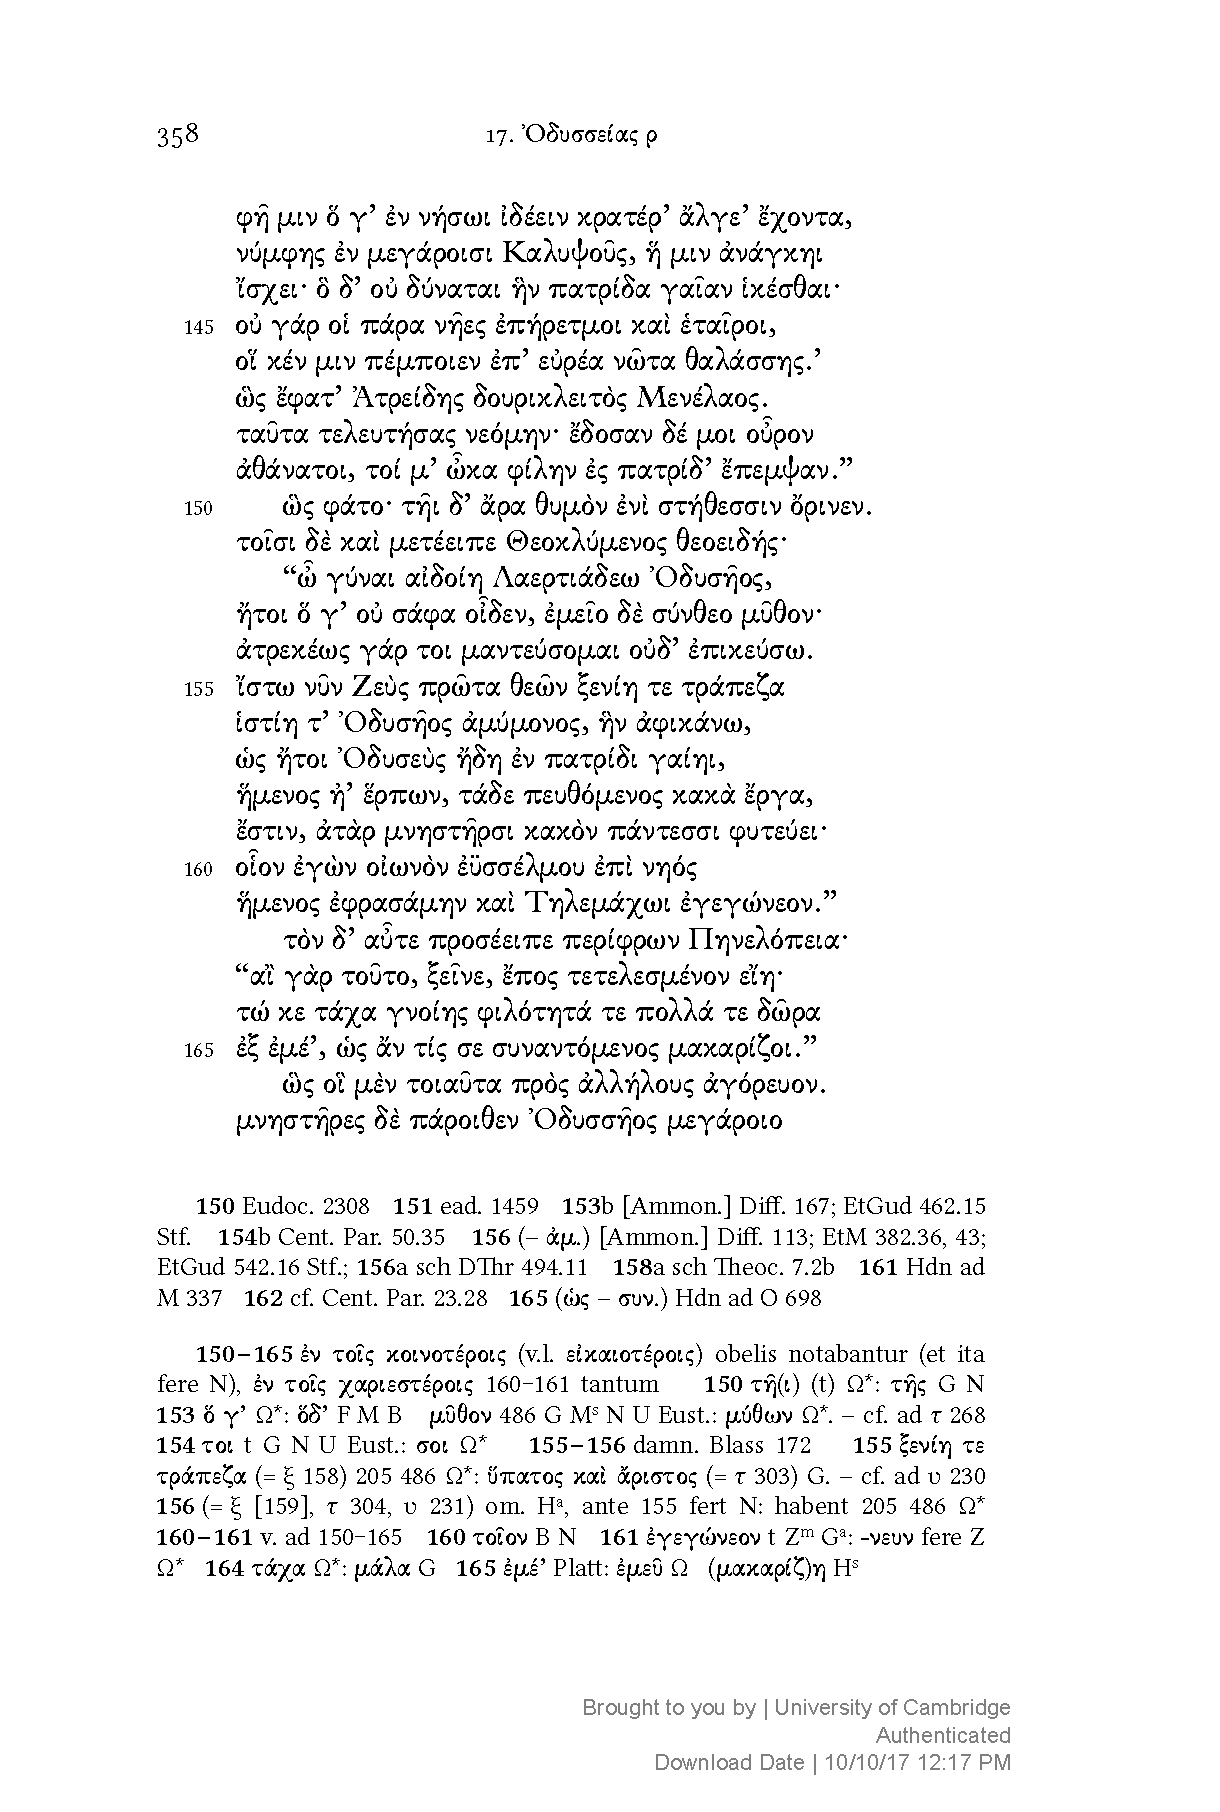 358 17. Ὀδυσσείας ρ
φῆ μιν ὅ γ’ ἐν νήσωι ἰδέειν κρατέρ’ ἄλγε’ ἔχοντα,
νύμφης ἐν μεγάροισι Καλυψοῦς, ἥ μιν ἀνάγκηι
ἴσχει· ὃ δ’ οὐ δύναται ἣν πατρίδα γαῖαν ἱκέσθαι·
145 οὐ γάρ οἱ πάρα νῆες ἐπήρετμοι καὶ ἑταῖροι,
οἵ κέν μιν πέμποιεν ἐπ’ εὐρέα νῶτα θαλάσσης.’
ὣς ἔφατ’ Ἀτρείδης δουρικλειτὸς Μενέλαος.
ταῦτα τελευτήσας νεόμην· ἔδοσαν δέ μοι οὖρον
ἀθάνατοι, τοί μ’ ὦκα φίλην ἐς πατρίδ’ ἔπεμψαν.”
150 ὣς φάτο· τῆι δ’ ἄρα θυμὸν ἐνὶ στήθεσσιν ὄρινεν.
τοῖσι δὲ καὶ μετέειπε Θεοκλύμενος θεοειδής·
“ὦ γύναι αἰδοίη Λαερτιάδεω Ὀδυσῆος,
ἤτοι ὅ γ’ οὐ σάφα οἶδεν, ἐμεῖο δὲ σύνθεο μῦθον·
ἀτρεκέως γάρ τοι μαντεύσομαι οὐδ’ ἐπικεύσω.
155 ἴστω νῦν Ζεὺς πρῶτα θεῶν ξενίη τε τράπεζα
ἱστίη τ’ Ὀδυσῆος ἀμύμονος, ἣν ἀφικάνω,
ὡς ἤτοι Ὀδυσεὺς ἤδη ἐν πατρίδι γαίηι,
ἥμενος ἠ’ ἕρπων, τάδε πευθόμενος κακὰ ἔργα,
ἔστιν, ἀτὰρ μνηστῆρσι κακὸν πάντεσσι φυτεύει·
160 οἷον ἐγὼν οἰωνὸν ἐϋσσέλμου ἐπὶ νηός
ἥμενος ἐφρασάμην καὶ Τηλεμάχωι ἐγεγώνεον.”
τὸν δ’ αὖτε προσέειπε περίφρων Πηνελόπεια·
“αἲ γὰρ τοῦτο, ξεῖνε, ἔπος τετελεσμένον εἴη·
τώ κε τάχα γνοίης φιλότητά τε πολλά τε δῶρα
165 ἐξ ἐμέ’, ὡς ἄν τίς σε συναντόμενος μακαρίζοι.”
ὣς οἳ μὲν τοιαῦτα πρὸς ἀλλήλους ἀγόρευον.
μνηστῆρες δὲ πάροιθεν Ὀδυσσῆος μεγάροιο
150 Eudoc. 2308 151 ead. 1459 153b [Ammon.] Diff. 167; EtGud 462.15
Stf. 154b Cent. Par. 50.35 156 (– ἀμ.) [Ammon.] Diff. 113; EtM 382.36, 43;
EtGud 542.16 Stf.; 156a sch DThr 494.11 158a sch Theoc. 7.2b 161 Hdn ad
M 337 162 cf. Cent. Par. 23.28 165 (ὡς – συν.) Hdn ad O 698
150–165 ἐν τοῖς κοινοτέροις (v.l. εἰκαιοτέροις) obelis notabantur (et ita
fere N), ἐν τοῖς χαριεστέροις 160–161 tantum 150 τῆ(ι) (t) Ω*: τῆς G N
153 ὅ γ’ Ω*: ὅδ’ F M B μῦθον 486 G Mˢ N U Eust.: μύθων Ω*. – cf. ad τ 268
154 τοι t G N U Eust.: σοι Ω* 155–156 damn. Blass 172 155 ξενίη τε
τράπεζα (= ξ 158) 205 486 Ω*: ὕπατος καὶ ἄριστος (= τ 303) G. – cf. ad υ 230
156 (= ξ [159], τ 304, υ 231) om. Hᵃ, ante 155 fert N: habent 205 486 Ω*
160–161 v. ad 150–165 160 τοῖον B N 161 ἐγεγώνεον t Zᵐ Gᵃ: -νευν fere Z
Ω* 164 τάχα Ω*: μάλα G 165 ἐμέ’ Platt: ἐμεῦ Ω (μακαρίζ)η Hˢ
Brought to you by | University of Cambridge
Authenticated
Download Date | 10/10/17 12:17 PM